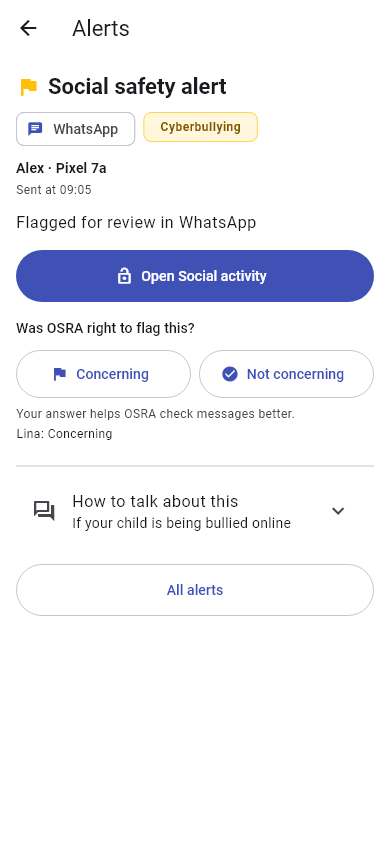 Alerts
Social safety alert
WhatsApp
Cyberbullying
Alex · Pixel 7a
Sent at 09:05
Flagged for review in WhatsApp
Open Social activity
Was OSRA right to flag this?
Concerning
Not concerning
Your answer helps OSRA check messages better.
Lina: Concerning
How to talk about this
If your child is being bullied online
All alerts